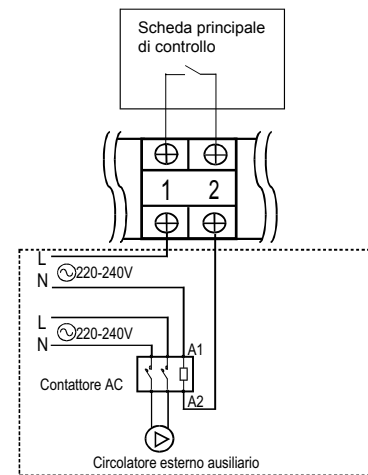 Scheda principale
di controllo
1 2
L
220-240V
N
L
220-240V
N
A1
Contattore AC
A2
Circolatore esterno ausiliario